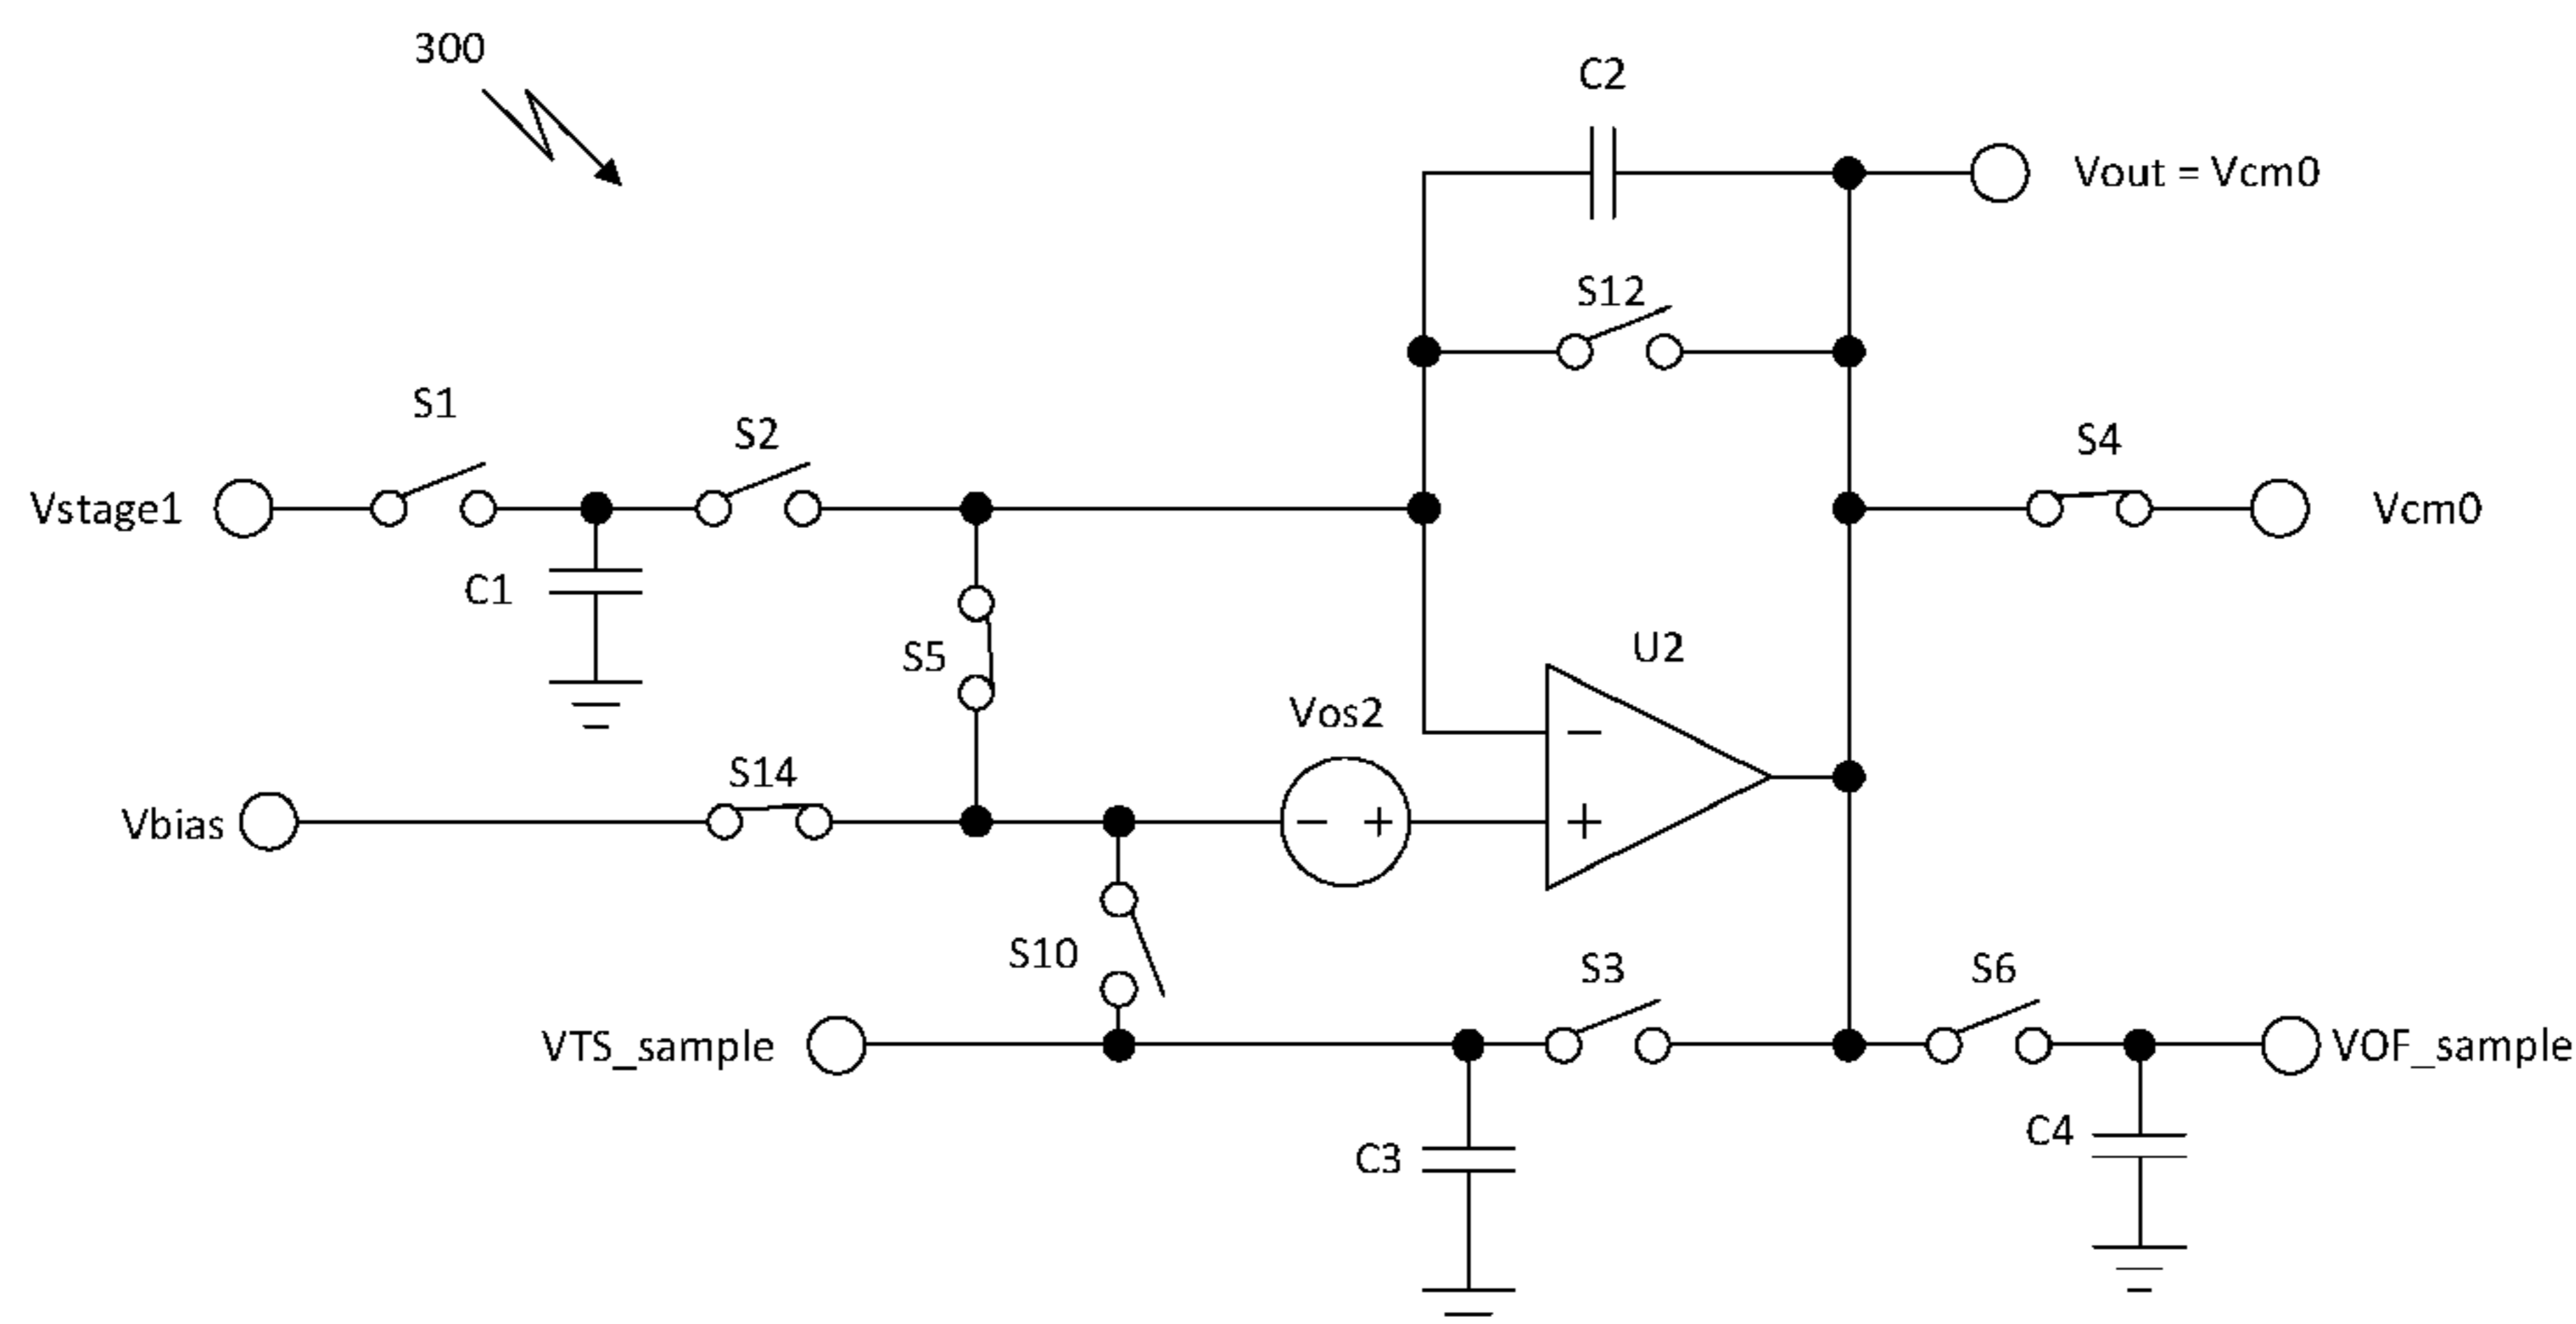 300
C2
Vout = Vcm0
S12
S1
S2
S4
Vstage1
Vcm0
C1
S5
U2
Vos2
S14
− +
−
+
Vbias
S10
S3
S6
VTS_sample
VOF_sample
C3
C4